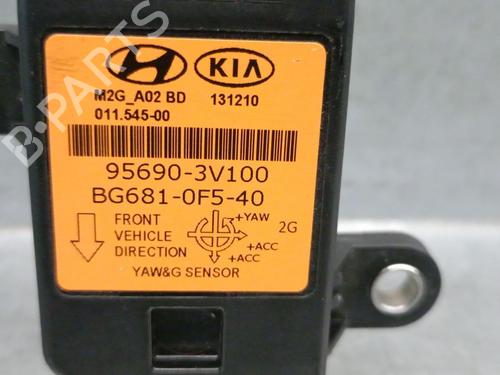 HYUNDAI KIA
M2G_A02 BD 131210
011.545-00
95690-3V100
BG681-0F5-40
FRONT
VEHICLE
DIRECTION
+YAW 2G
+ACC
+ACC
YAW&G SENSOR
B-PARTS